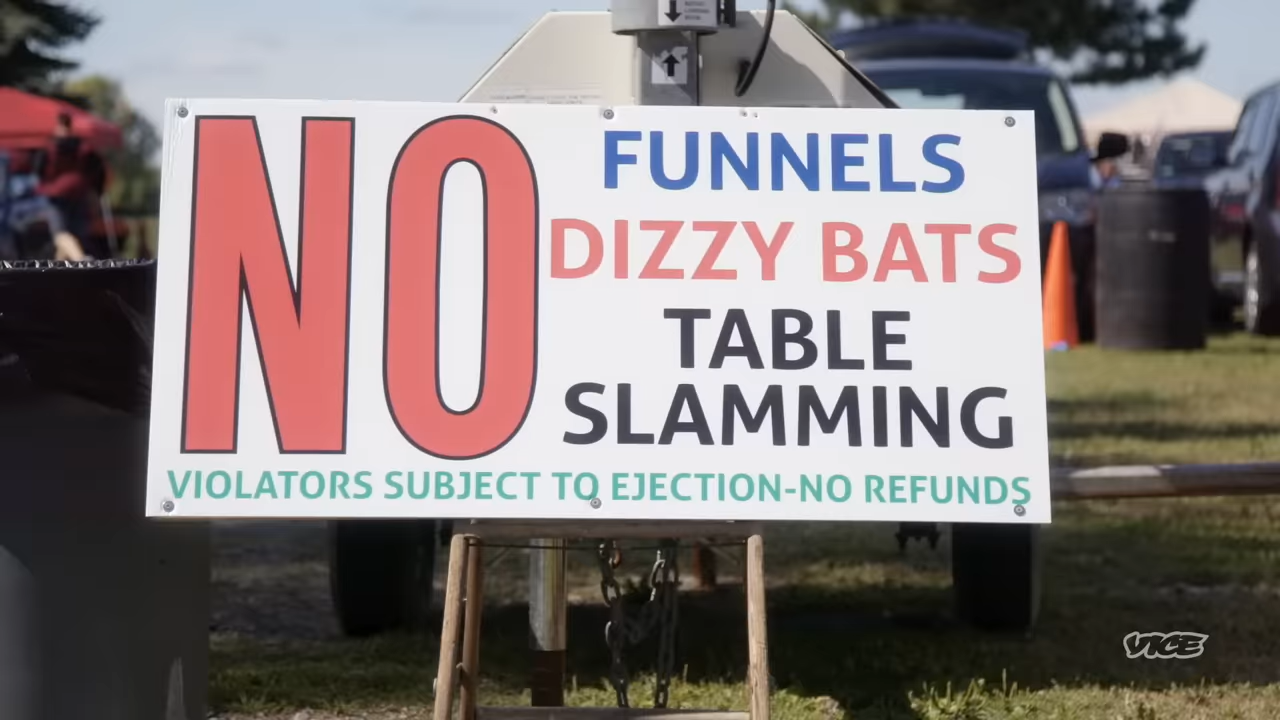 NO
FUNNELS
DIZZY BATS
TABLE
SLAMMING
VIOLATORS SUBJECT TO EJECTION-NO REFUNDS
VICE